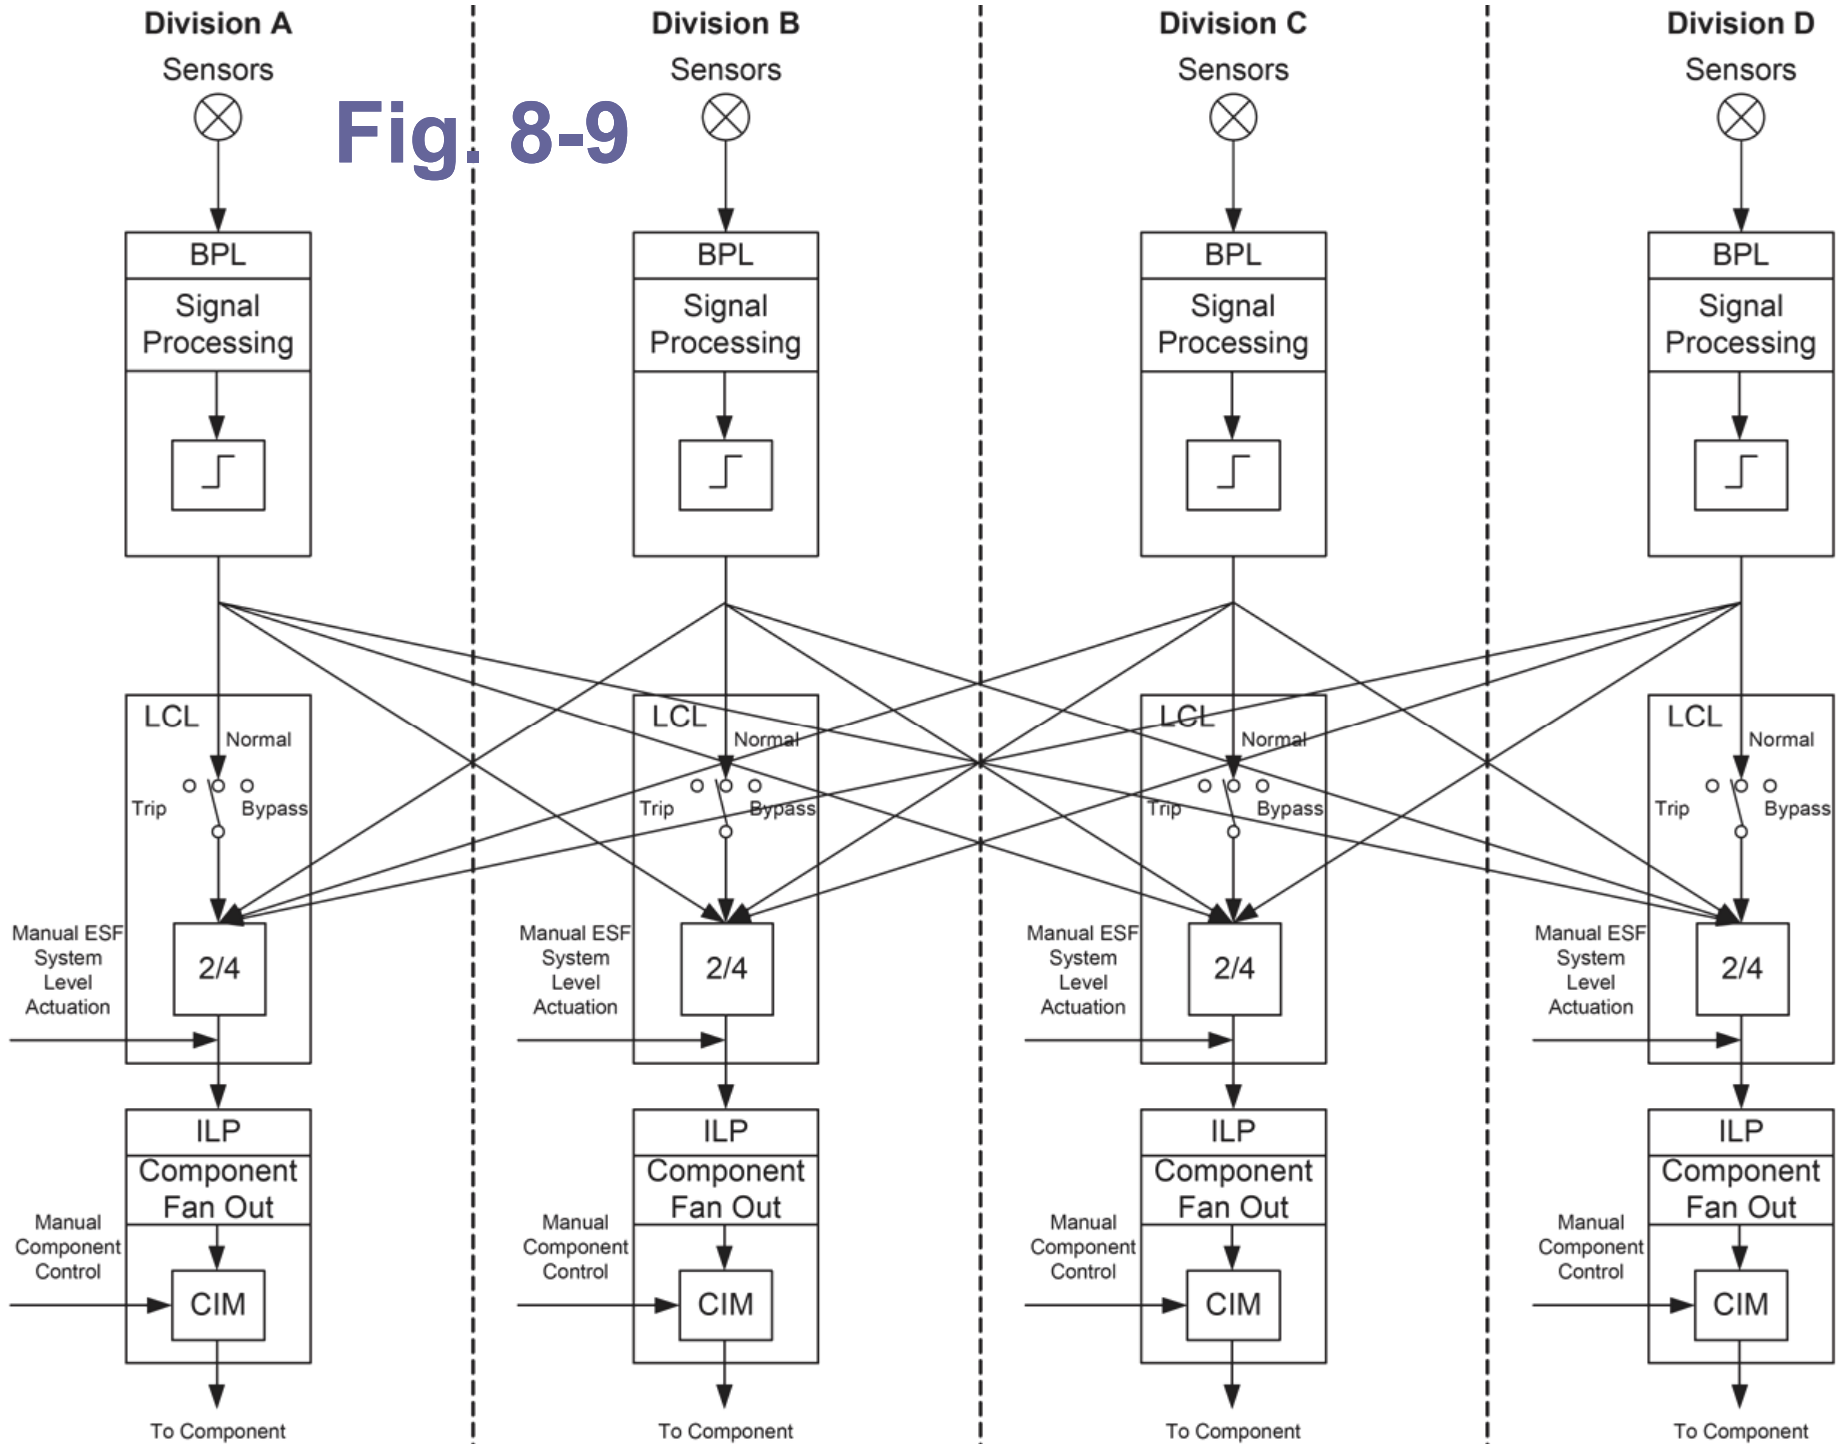 Division A
Division B
Division C
Division D
Sensors
Sensors
Sensors
Sensors
Fig. 8-9
BPL
BPL
BPL
BPL
Signal
Processing
Signal
Processing
Signal
Processing
Signal
Processing
LCL
Normal
Trip
Bypass
LCL
Normal
Trip
Bypass
LCL
Normal
Trip
Bypass
LCL
Normal
Trip
Bypass
Manual ESF
System
Level
Actuation
2/4
Manual ESF
System
Level
Actuation
2/4
Manual ESF
System
Level
Actuation
2/4
Manual ESF
System
Level
Actuation
2/4
ILP
ILP
ILP
ILP
Component
Fan Out
Component
Fan Out
Component
Fan Out
Component
Fan Out
Manual
Component
Control
CIM
Manual
Component
Control
CIM
Manual
Component
Control
CIM
Manual
Component
Control
CIM
To Component
To Component
To Component
To Component